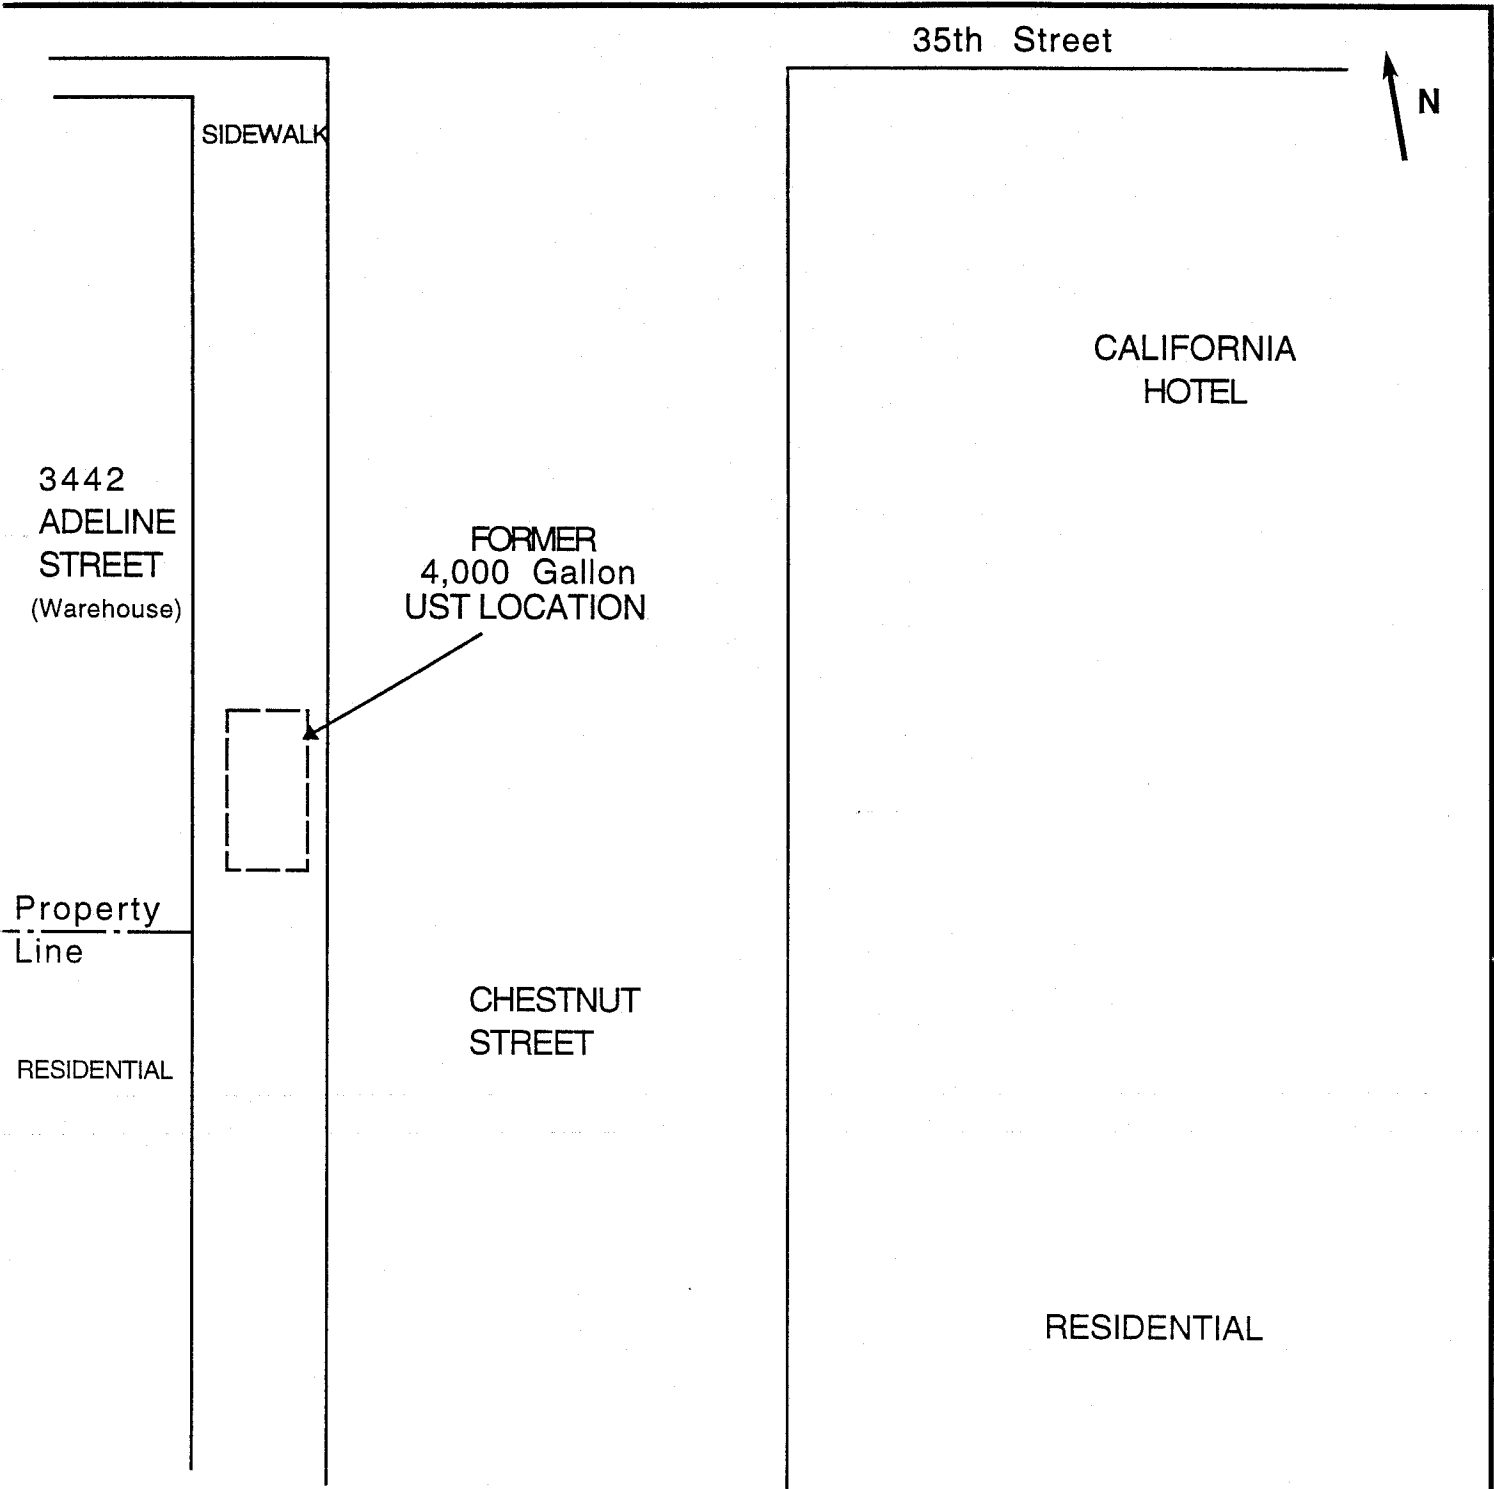 35th Street
N
SIDEWALK
CALIFORNIA
HOTEL
3442
ADELINE
STREET
(Warehouse)
FORMER
4,000 Gallon
UST LOCATION
Property
Line
CHESTNUT
STREET
RESIDENTIAL
RESIDENTIAL